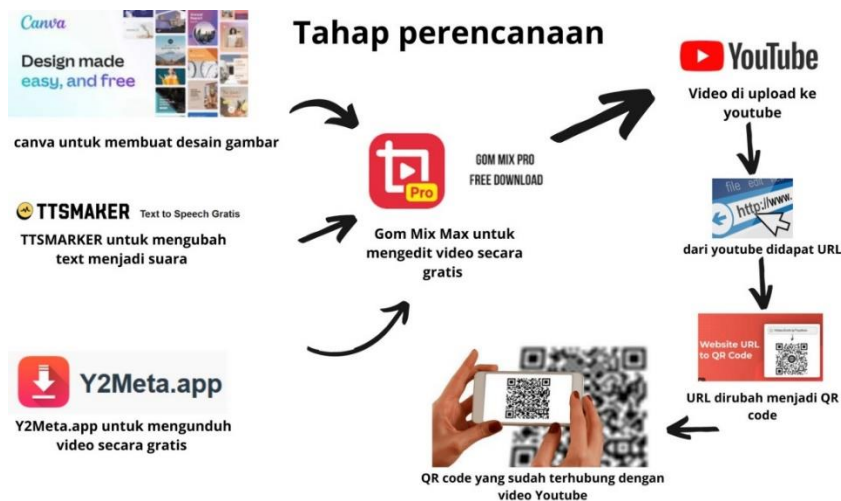 Tahap perencanaan
Canva
Design made
easy, and free
canva untuk membuat desain gambar
TTSMAKER Text to Speech Gratis
TTSMARKER untuk mengubah
text menjadi suara
Y2Meta.app
Y2Meta.app untuk mengunduh
video secara gratis
Pro
GOM MIX PRO
FREE DOWNLOAD
Gom Mix Max untuk
mengedit video secara
gratis
YouTube
Video di upload ke
youtube
file edit
http://www.
dari youtube didapat URL
Website URL
to QR Code
URL dirubah menjadi QR
code
QR code yang sudah terhubung dengan
video Youtube